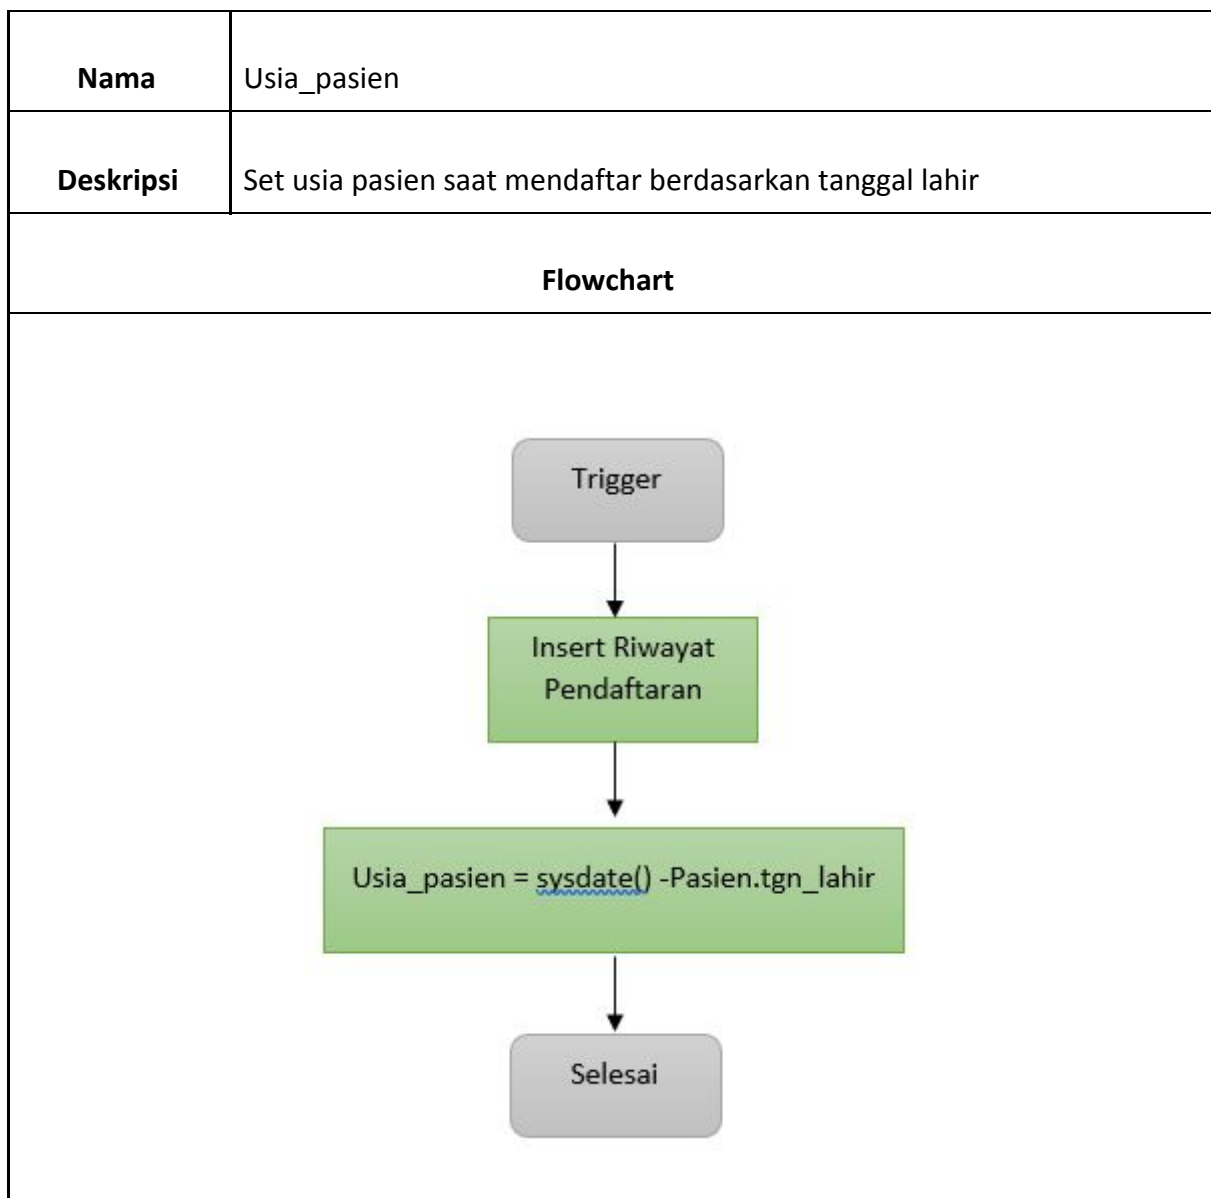 Nama
Usia_pasien
Deskripsi
Set usia pasien saat mendaftar berdasarkan tanggal lahir
Flowchart
Trigger
Insert Riwayat
Pendaftaran
Usia_pasien = sysdate() -Pasien.tgn_lahir
Selesai